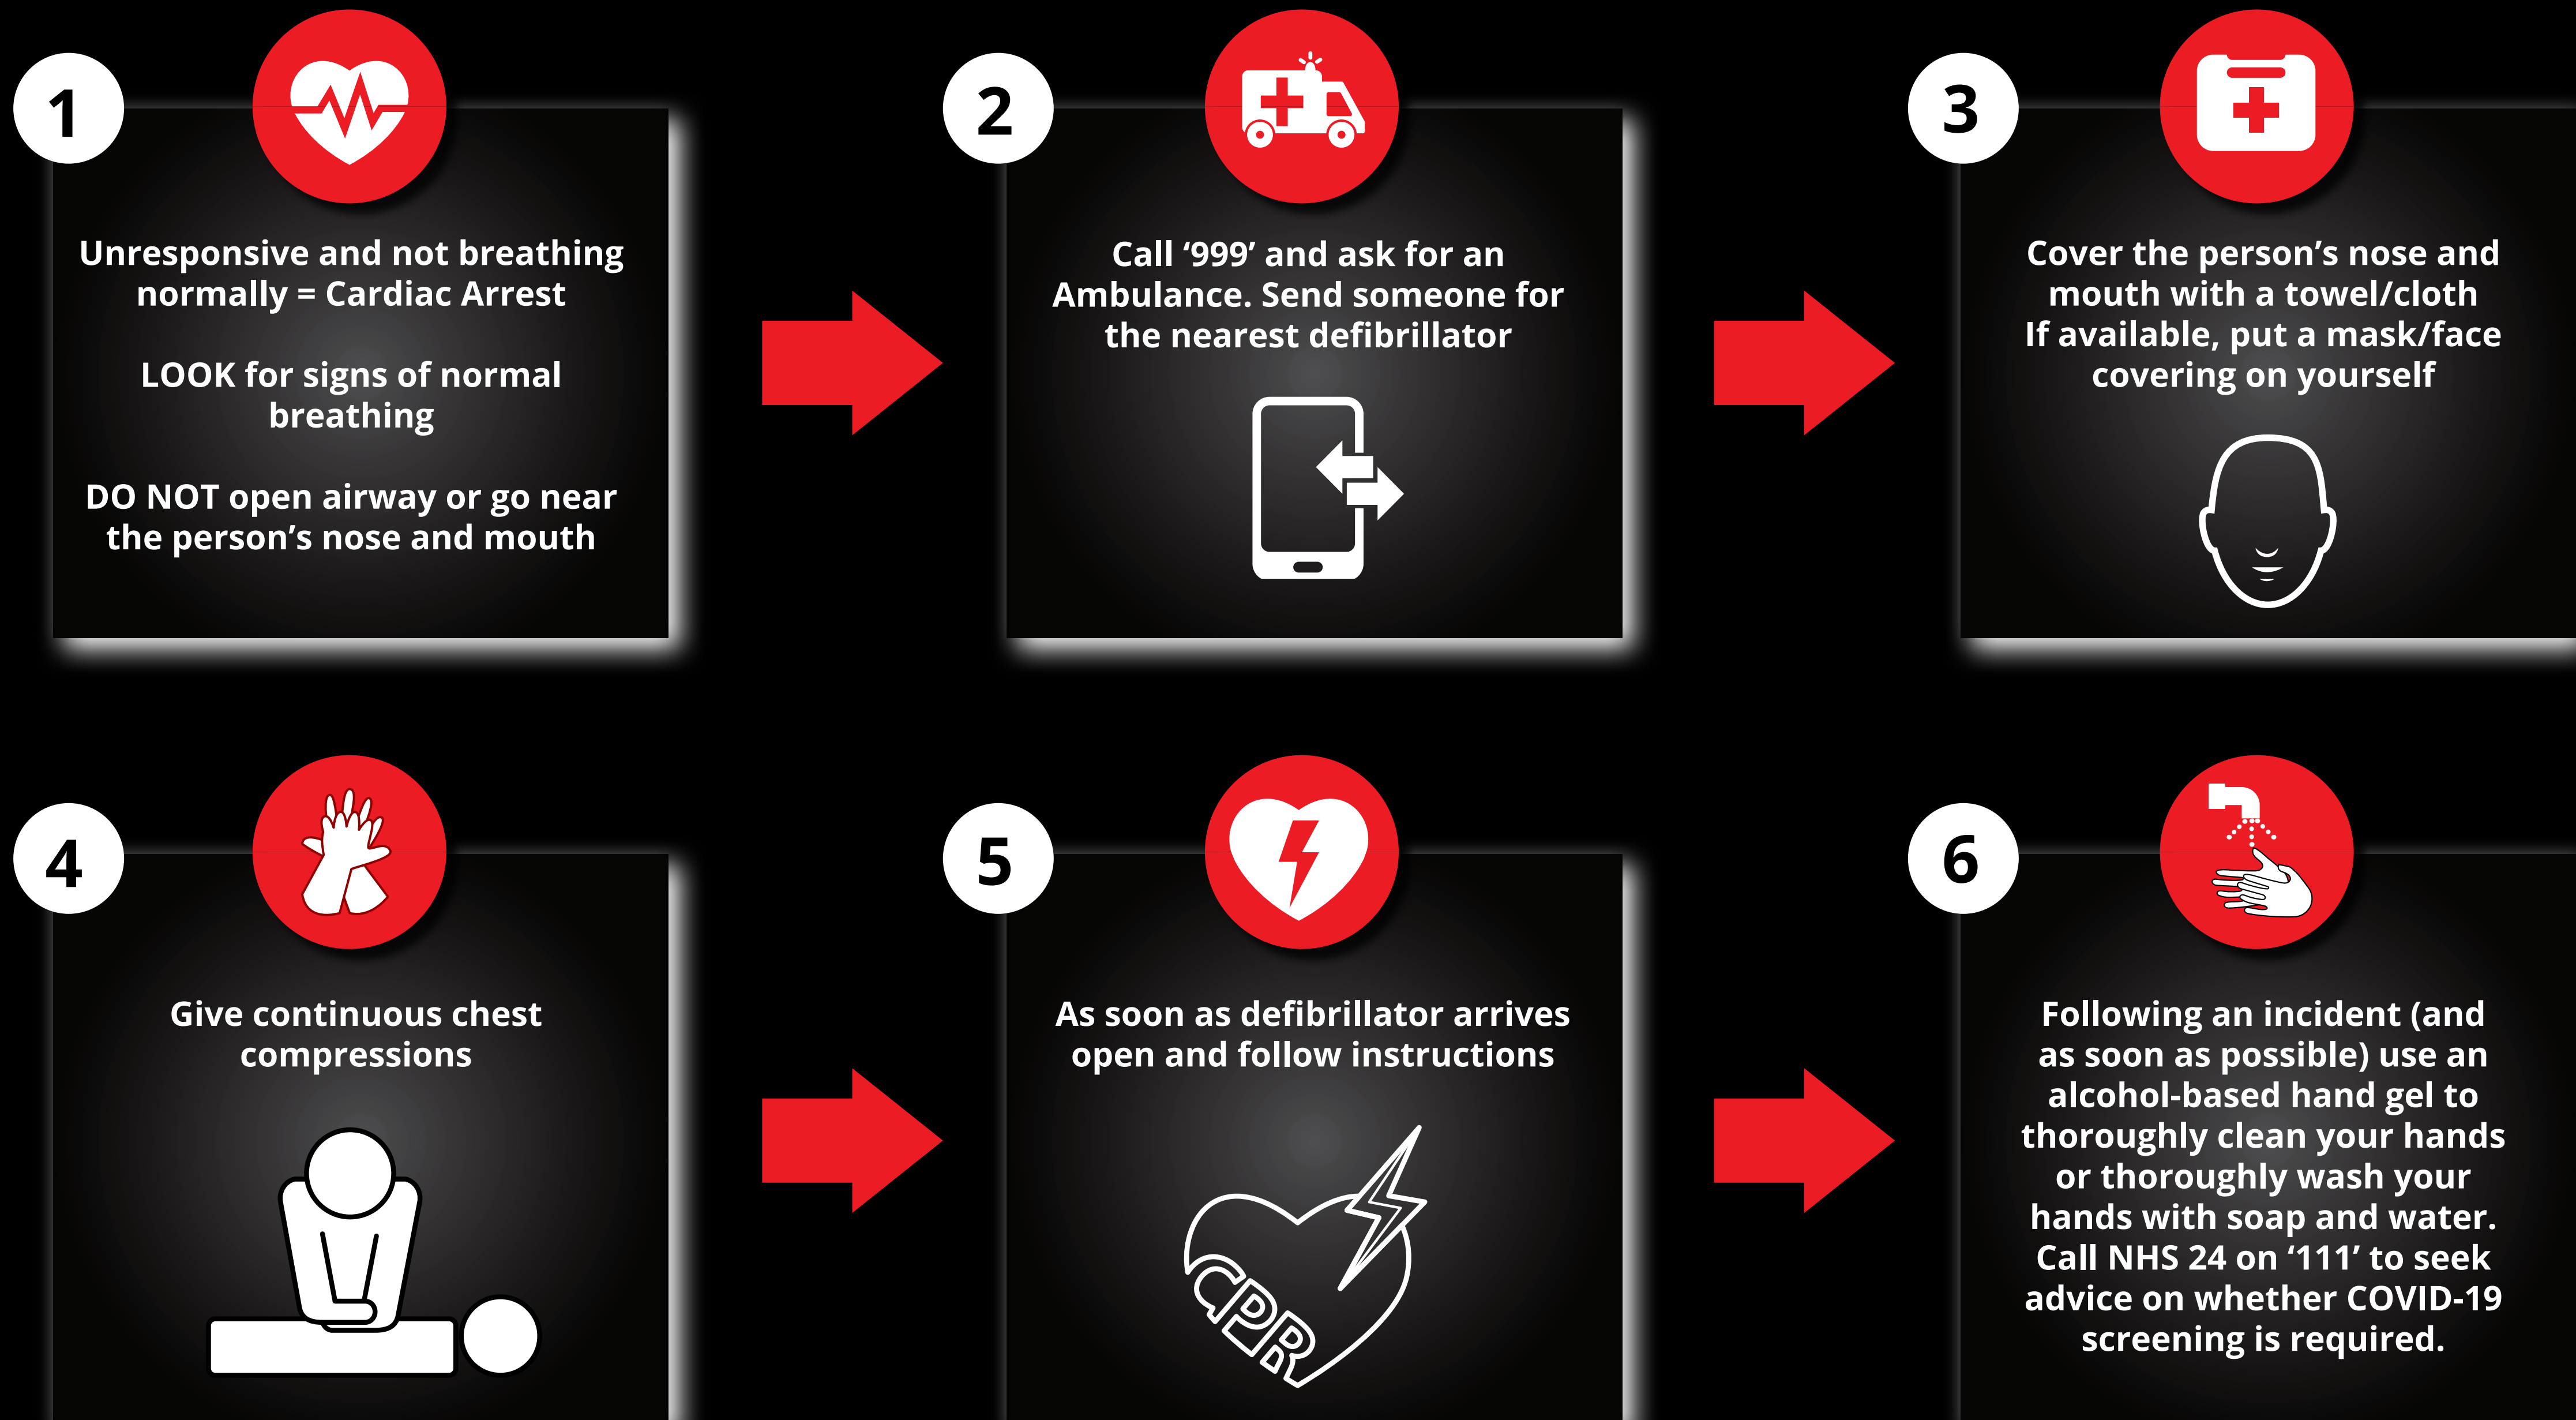 1
Unresponsive and not breathing
normally = Cardiac Arrest
LOOK for signs of normal
breathing
DO NOT open airway or go near
the person’s nose and mouth
2
Call ‘999’ and ask for an
Ambulance. Send someone for
the nearest defibrillator
3
Cover the person’s nose and
mouth with a towel/cloth
If available, put a mask/face
covering on yourself
4
Give continuous chest
compressions
5
As soon as defibrillator arrives
open and follow instructions
CPR
6
Following an incident (and
as soon as possible) use an
alcohol-based hand gel to
thoroughly clean your hands
or thoroughly wash your
hands with soap and water.
Call NHS 24 on ‘111’ to seek
advice on whether COVID-19
screening is required.